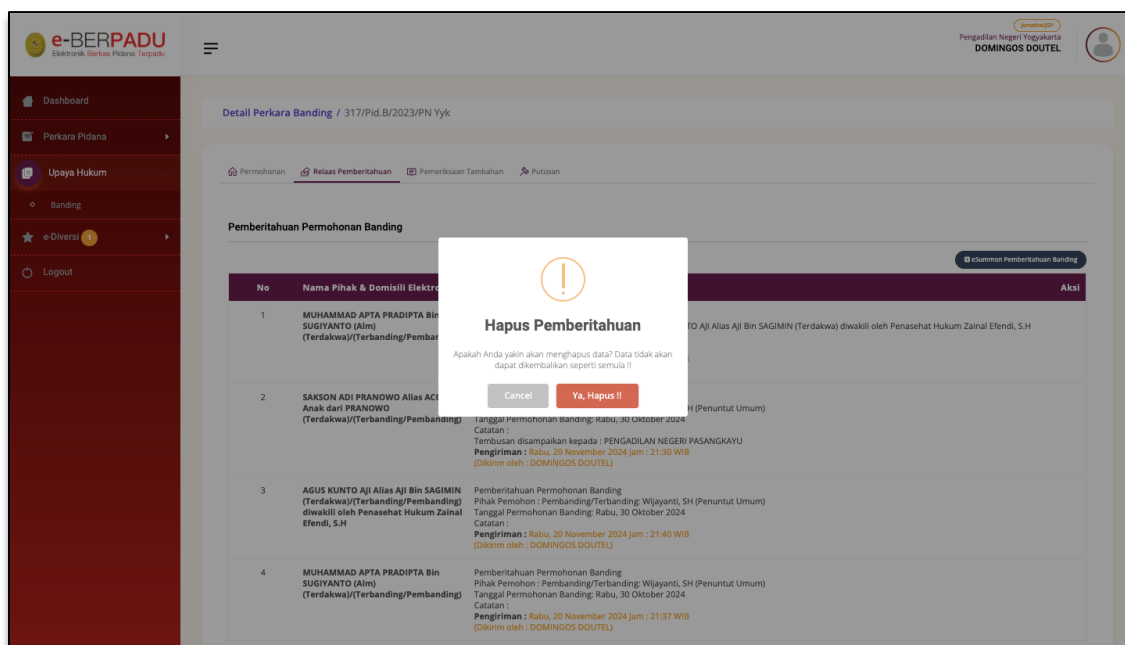 e-BERPADU
Elektronik Berkas Pidana Terpadu
Pengadilan Negeri Yogyakarta
DOMINGOS DOUTEL
Dashboard
Perkara Pidana
Upaya Hukum
Banding
e-Diversi 1
Logout
Detail Perkara Banding / 317/Pid.B/2023/PN Yyk
Permohonan Relaas Pemberitahuan Pemeriksaan Tambahan Putusan
Pemberitahuan Permohonan Banding
eSummon Pemberitahuan Banding
No Nama Pihak & Domisili Aksi
Hapus Pemberitahuan
Apakah Anda yakin akan menghapus data? Data tidak akan
dapat dikembalikan seperti semula !!
Cancel Ya, Hapus !!
1 MUHAMMAD APTA PRADIPTA Bin
SUGIYANTO (Alm)
(Terdakwa)/(Terbanding/
TO AJI Alias AJI Bin SAGIMIN (Terdakwa) diwakili oleh Penasehat Hukum Zainal Efendi, S.H
2 SAKSON ADI PRANOWO Alias
Anak dari PRANOWO
(Terdakwa)/(Terbanding/Pembanding)
H (Penuntut Umum)
Tanggal Permohonan Banding: Rabu, 30 Oktober 2024
Catatan :
Tembusan disampaikan kepada : PENGADILAN NEGERI PASANGKAYU
Pengiriman : Rabu, 20 November 2024 Jam : 21:30 WIB
(Dikirim oleh : DOMINGOS DOUTEL)
3 AGUS KUNTO AJI Alias AJI Bin SAGIMIN
(Terdakwa)/(Terbanding/Pembanding)
diwakili oleh Penasehat Hukum Zainal
Efendi, S.H
Pemberitahuan Permohonan Banding
Pihak Pemohon : Pembanding/Terbanding: Wijayanti, SH (Penuntut Umum)
Tanggal Permohonan Banding: Rabu, 30 Oktober 2024
Catatan :
Pengiriman : Rabu, 20 November 2024 Jam : 21:40 WIB
(Dikirim oleh : DOMINGOS DOUTEL)
4 MUHAMMAD APTA PRADIPTA Bin
SUGIYANTO (Alm)
(Terdakwa)/(Terbanding/Pembanding)
Pemberitahuan Permohonan Banding
Pihak Pemohon : Pembanding/Terbanding: Wijayanti, SH (Penuntut Umum)
Tanggal Permohonan Banding: Rabu, 30 Oktober 2024
Catatan :
Pengiriman : Rabu, 20 November 2024 Jam : 21:37 WIB
(Dikirim oleh : DOMINGOS DOUTEL)